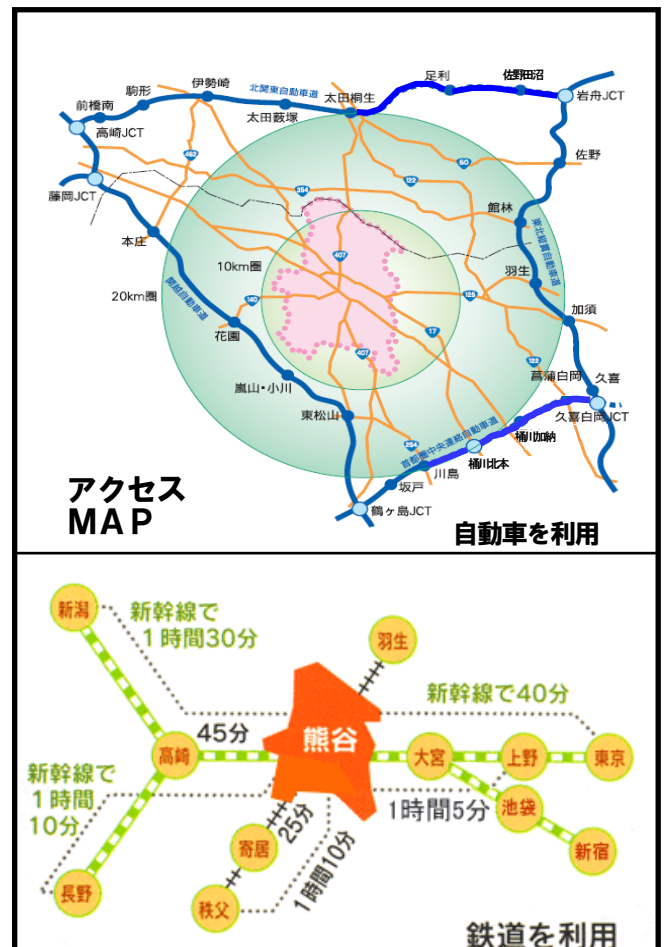 足利
佐野田沼
伊勢崎
駒形
北関東自動車道
太田桐生
岩舟JCT
前橋南
太田藪塚
高崎JCT
462
60
佐野
122
354
藤岡JCT
館林
東北縦貫自動車道
本庄
407
10km圏
羽生
20km圏
関越自動車道
140
125
加須
花園
17
407
122
嵐山・小川
菖蒲白岡
久喜
東松山
久喜白岡JCT
254
首都圏中央連絡自動車道
桶川加納
川島
桶川北本
アクセス
MAP
坂戸
鶴ヶ島JCT
自動車を利用
新潟
新幹線で
1時間30分
羽生
新幹線で40分
45分
熊谷
高崎
大宮
上野
東京
新幹線で
1時間
10分
1時間5分
池袋
25分
寄居
1時間10分
新宿
長野
秩父
鉄道を利用